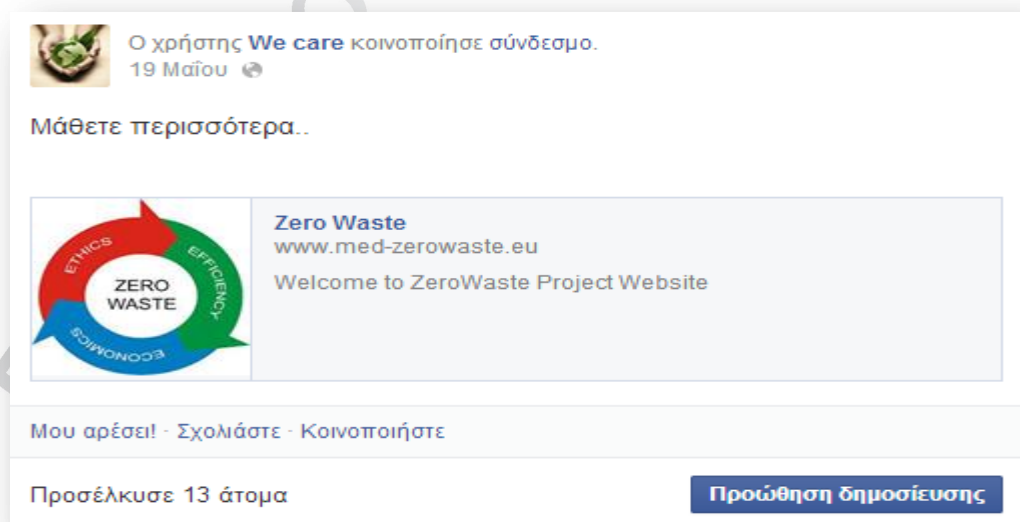 Ο χρήστης We care κοινοποίησε σύνδεσμο.
19 Μαΐου
Μάθετε περισσότερα..
ETHICS
EFFICIENCY
ECONOMICS
ZERO
WASTE
Zero Waste
www.med-zerowaste.eu
Welcome to ZeroWaste Project Website
Μου αρέσει! · Σχολιάστε · Κοινοποιήστε
Προσέλκυσε 13 άτομα
Προώθηση δημοσίευσης